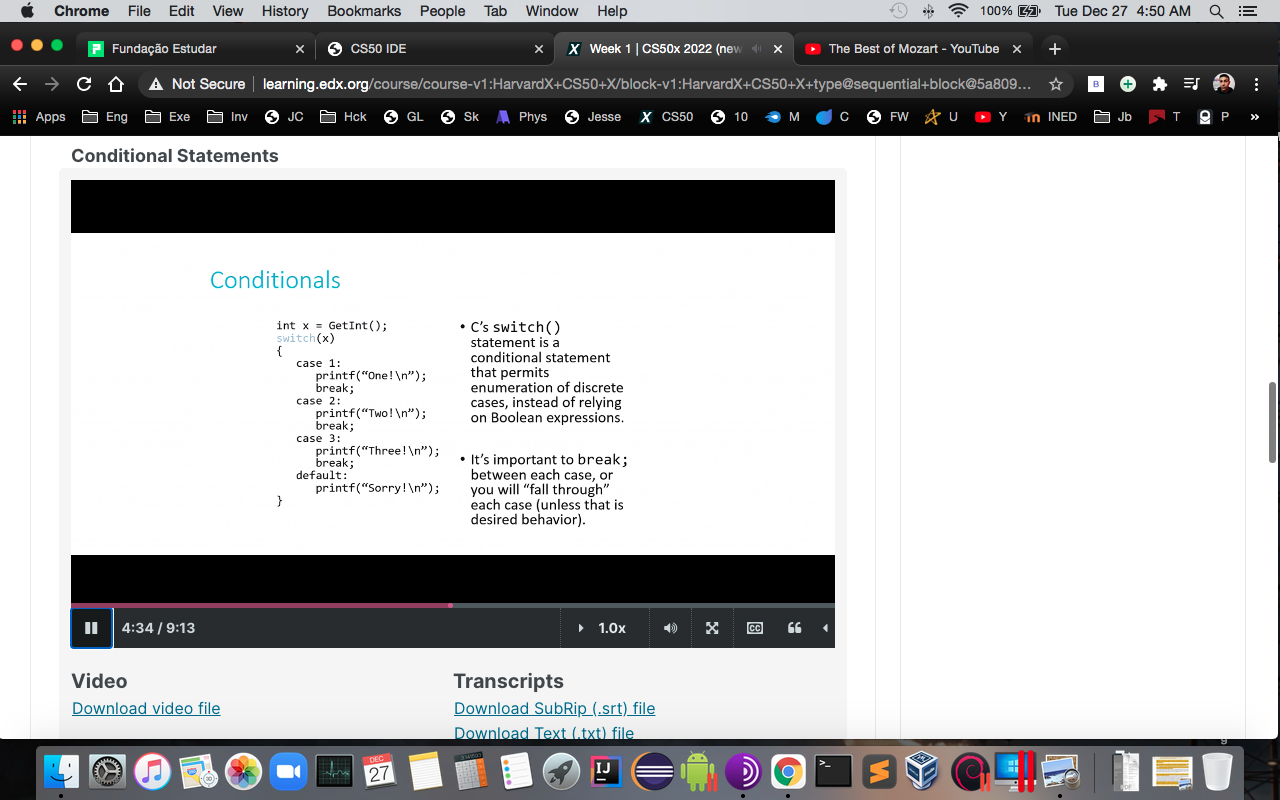 Chrome File Edit View History Bookmarks People Tab Window Help 100% Tue Dec 27 4:50 AM
Fundação Estudar CS50 IDE Week 1 | CS50x 2022 (new The Best of Mozart - YouTube
Not Secure learning.edx.org/course/course-v1:HarvardX+CS50+X/block-v1:HarvardX+CS50+X+type@sequential+block@5a809... B
Apps Eng Exe Inv JC Hck GL Sk Phys Jesse CS50 10 M C FW U Y INED Jb T P »
Conditional Statements
Conditionals
int x = GetInt();
switch(x)
{
case 1:
printf(“One!\n”);
break;
case 2:
printf(“Two!\n”);
break;
case 3:
printf(“Three!\n”);
break;
default:
printf(“Sorry!\n”);
}
• C’s switch()
statement is a
conditional statement
that permits
enumeration of discrete
cases, instead of relying
on Boolean expressions.
• It’s important to break;
between each case, or
you will “fall through”
each case (unless that is
desired behavior).
4:34 / 9:13 1.0x CC
Video Transcripts
Download video file Download SubRip (.srt) file
Download Text (.txt) file
DEC
27
IJ